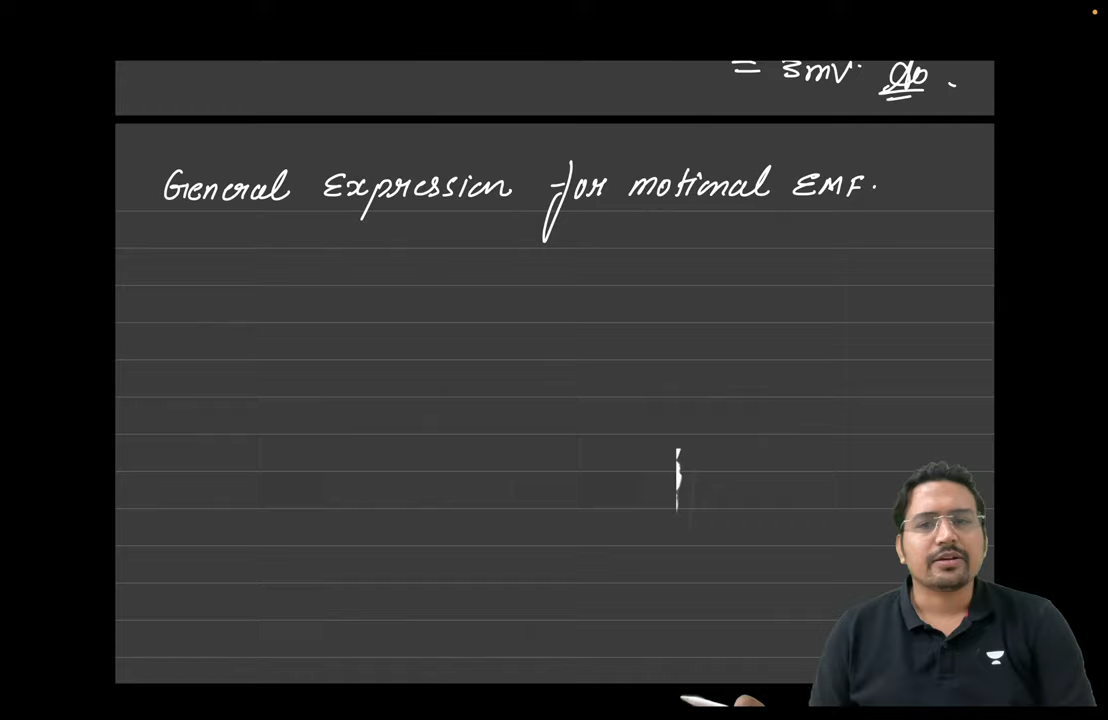 = 3mV. Ans.
General Expression for motional EMF.